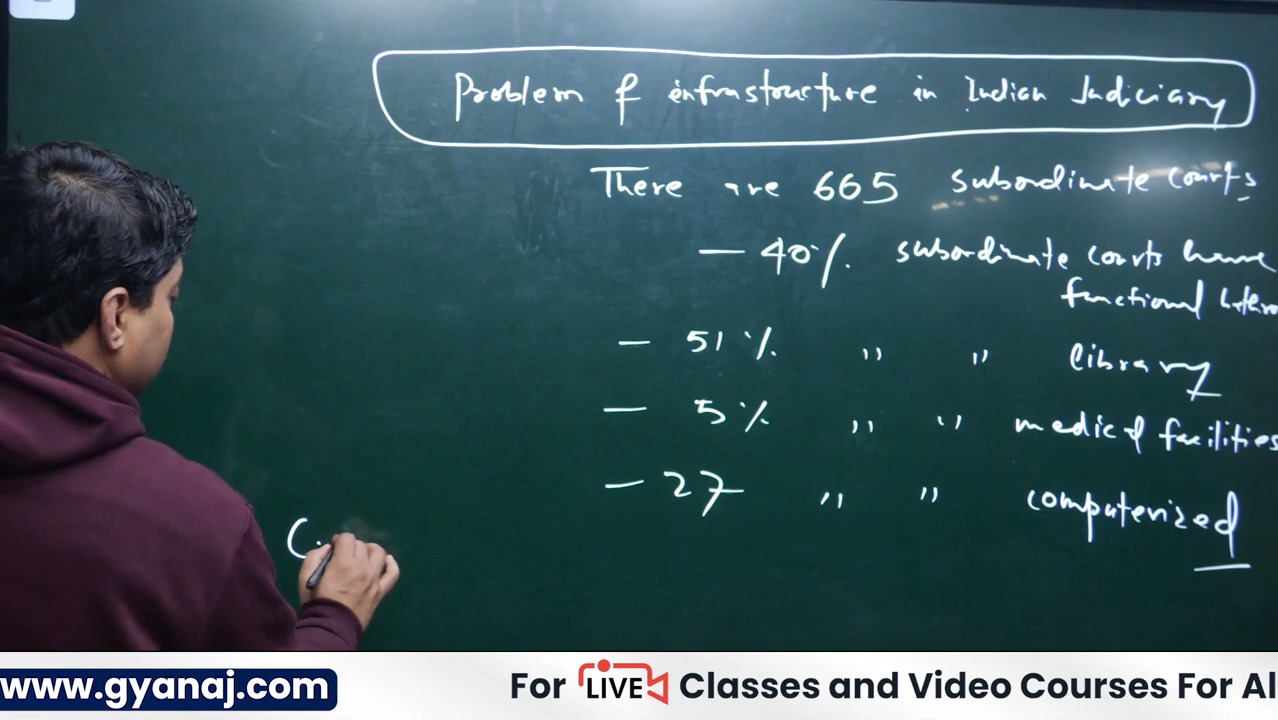 Problem of infrastructure in Indian Judiciary
There are 665 subordinate courts
— 40%. subordinate courts have
functional
— 51% " " library
— 5% " " medical facilities
— 27 " " computerized
C
www.gyanaj.com
For LIVE Classes and Video Courses For Al